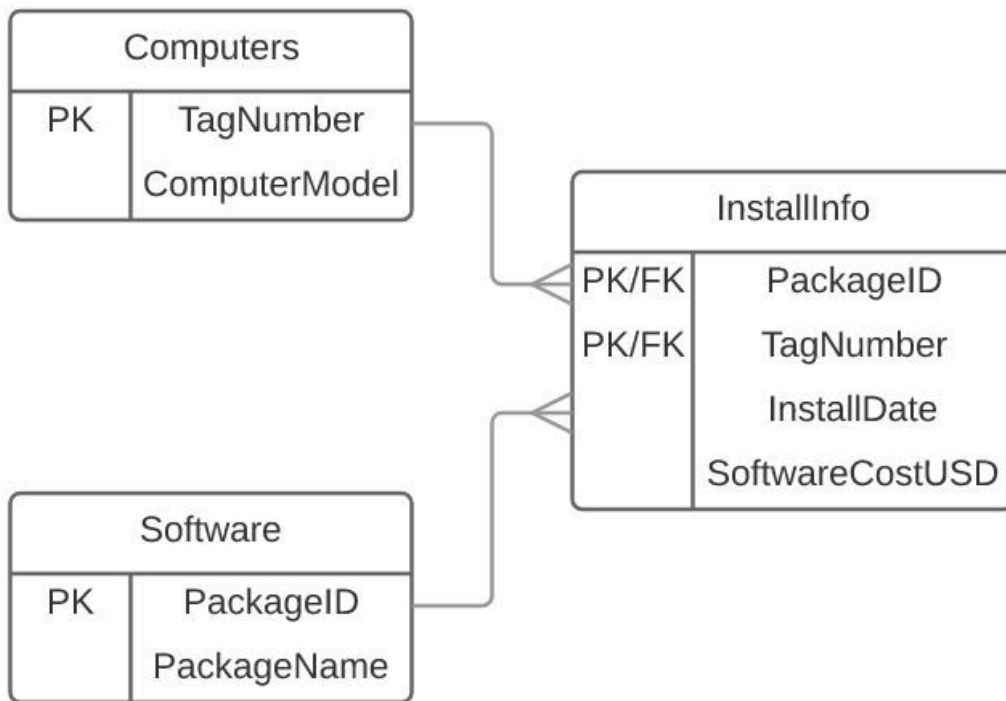 Computers
PK TagNumber
ComputerModel
InstallInfo
PK/FK PackageID
PK/FK TagNumber
InstallDate
SoftwareCostUSD
Software
PK PackageID
PackageName